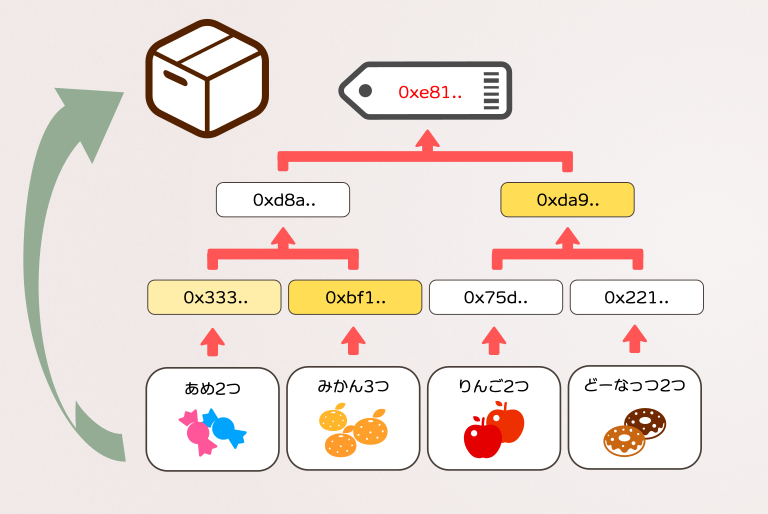 0xe81..
0xd8a..
0xda9..
0x333..
0xbf1..
0x75d..
0x221..
あめ2つ
みかん3つ
りんご2つ
どーなっつ2つ